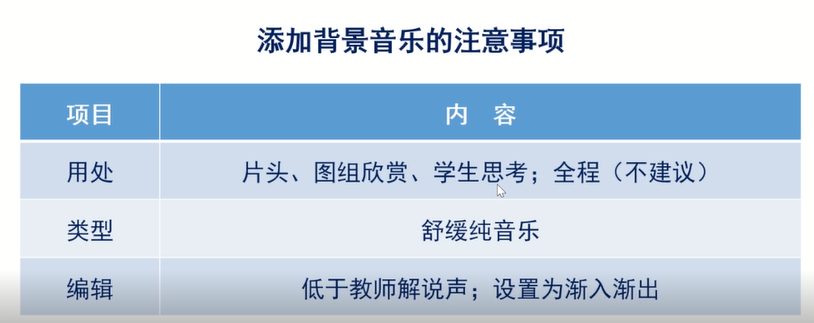 添加背景音乐的注意事项
项目 内 容
用处 片头、图组欣赏、学生思考；全程（不建议）
类型 舒缓纯音乐
编辑 低于教师解说声；设置为渐入渐出